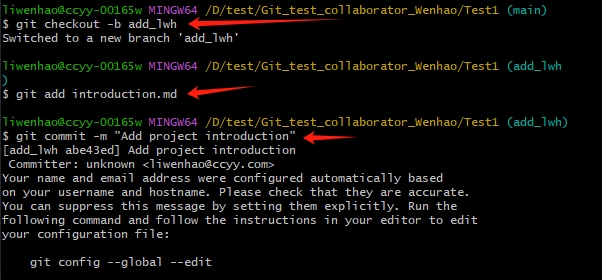 liwenhao@ccyy-00165w MINGW64 /D/test/Git_test_collaborator_Wenhao/Test1 (main)
$ git checkout -b add_lwh
Switched to a new branch 'add_lwh'
liwenhao@ccyy-00165w MINGW64 /D/test/Git_test_collaborator_Wenhao/Test1 (add_lwh
)
$ git add introduction.md
liwenhao@ccyy-00165w MINGW64 /D/test/Git_test_collaborator_Wenhao/Test1 (add_lwh)
$ git commit -m "Add project introduction"
[add_lwh abe43ed] Add project introduction
 Committer: unknown <liwenhao@ccyy.com>
Your name and email address were configured automatically based
on your username and hostname. Please check that they are accurate.
You can suppress this message by setting them explicitly. Run the
following command and follow the instructions in your editor to edit
your configuration file:
    git config --global --edit